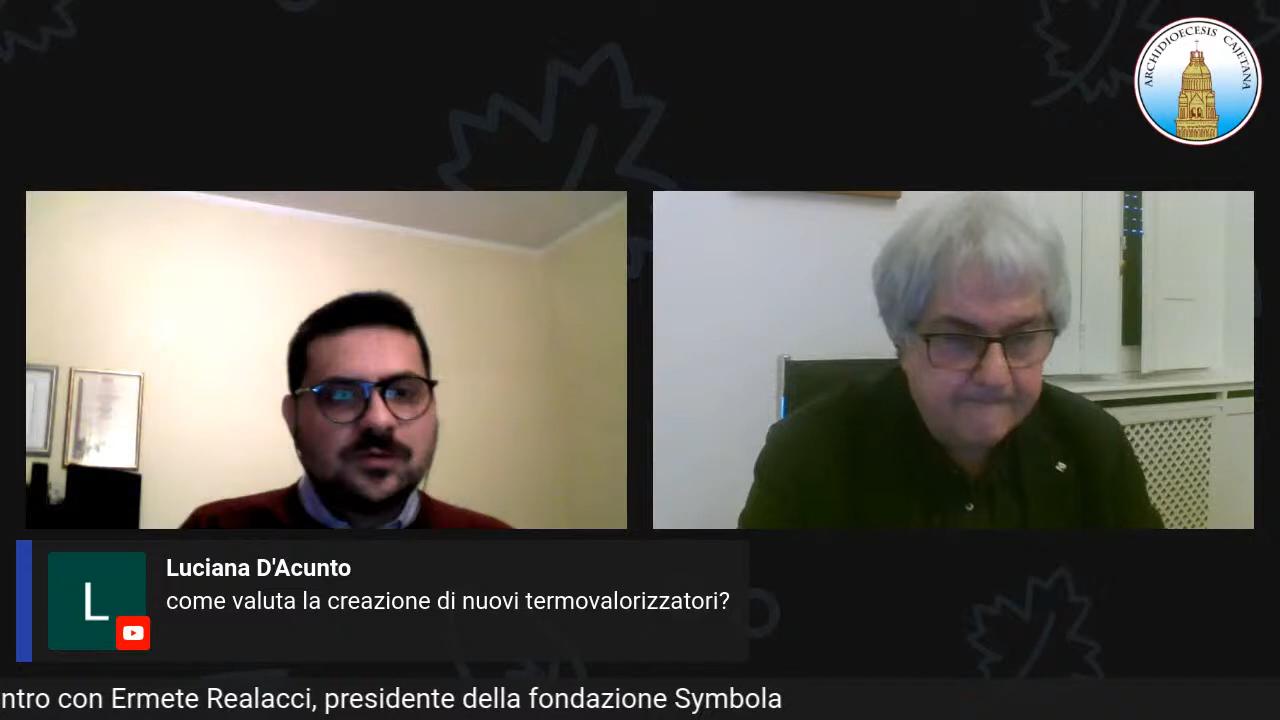 ARCHIDIOECESIS CAJETANA
L
Luciana D'Acunto
come valuta la creazione di nuovi termovalorizzatori?
ntro con Ermete Realacci, presidente della fondazione Symbola